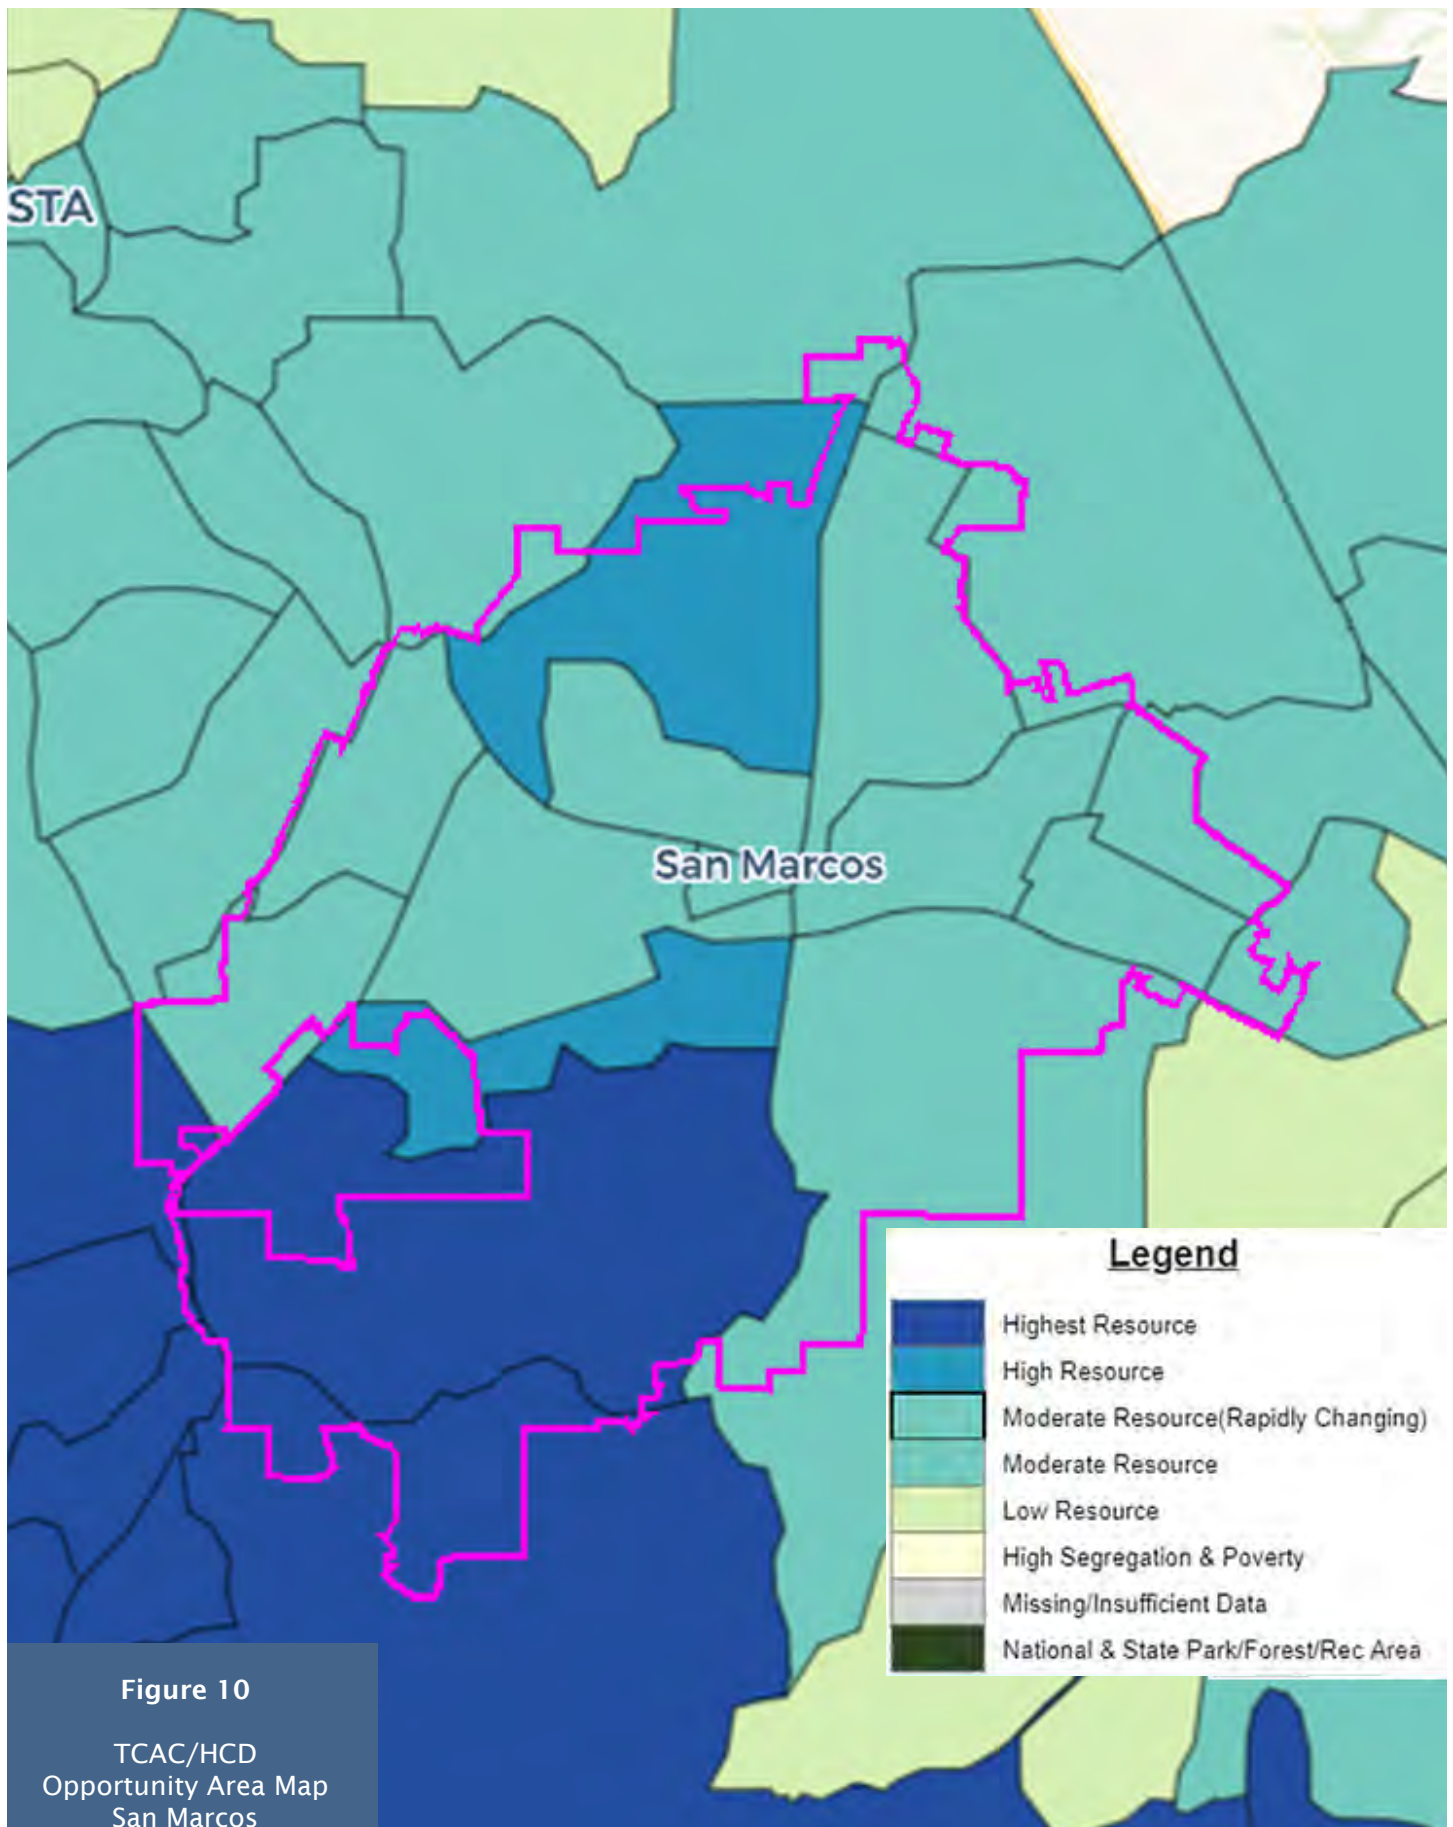 STA
San Marcos
Legend
Highest Resource
High Resource
Moderate Resource(Rapidly Changing)
Moderate Resource
Low Resource
High Segregation & Poverty
Missing/Insufficient Data
National & State Park/Forest/Rec Area
Figure 10
TCAC/HCD
Opportunity Area Map
San Marcos